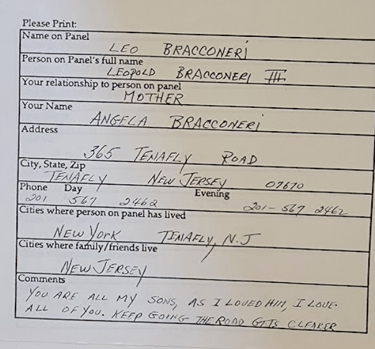 Please Print:
Name on Panel
LEO BRACCONERI
Person on Panel's full name
LEOPOLD BRACCONERI III
Your relationship to person on panel
MOTHER
Your Name
ANGELA BRACCONERI
Address
365 TENAFLY ROAD
City, State, Zip
TENAFLY NEW JERSEY 07670
Phone Day Evening
201 567 2462 201-567 2462
Cities where person on panel has lived
NEW YORK TENAFLY, N.J
Cities where family/friends live
NEW JERSEY
Comments
YOU ARE ALL MY SONS, AS I LOVED HIM, I LOVE
ALL OF YOU. KEEP GOING THE ROAD GETS CLEARER